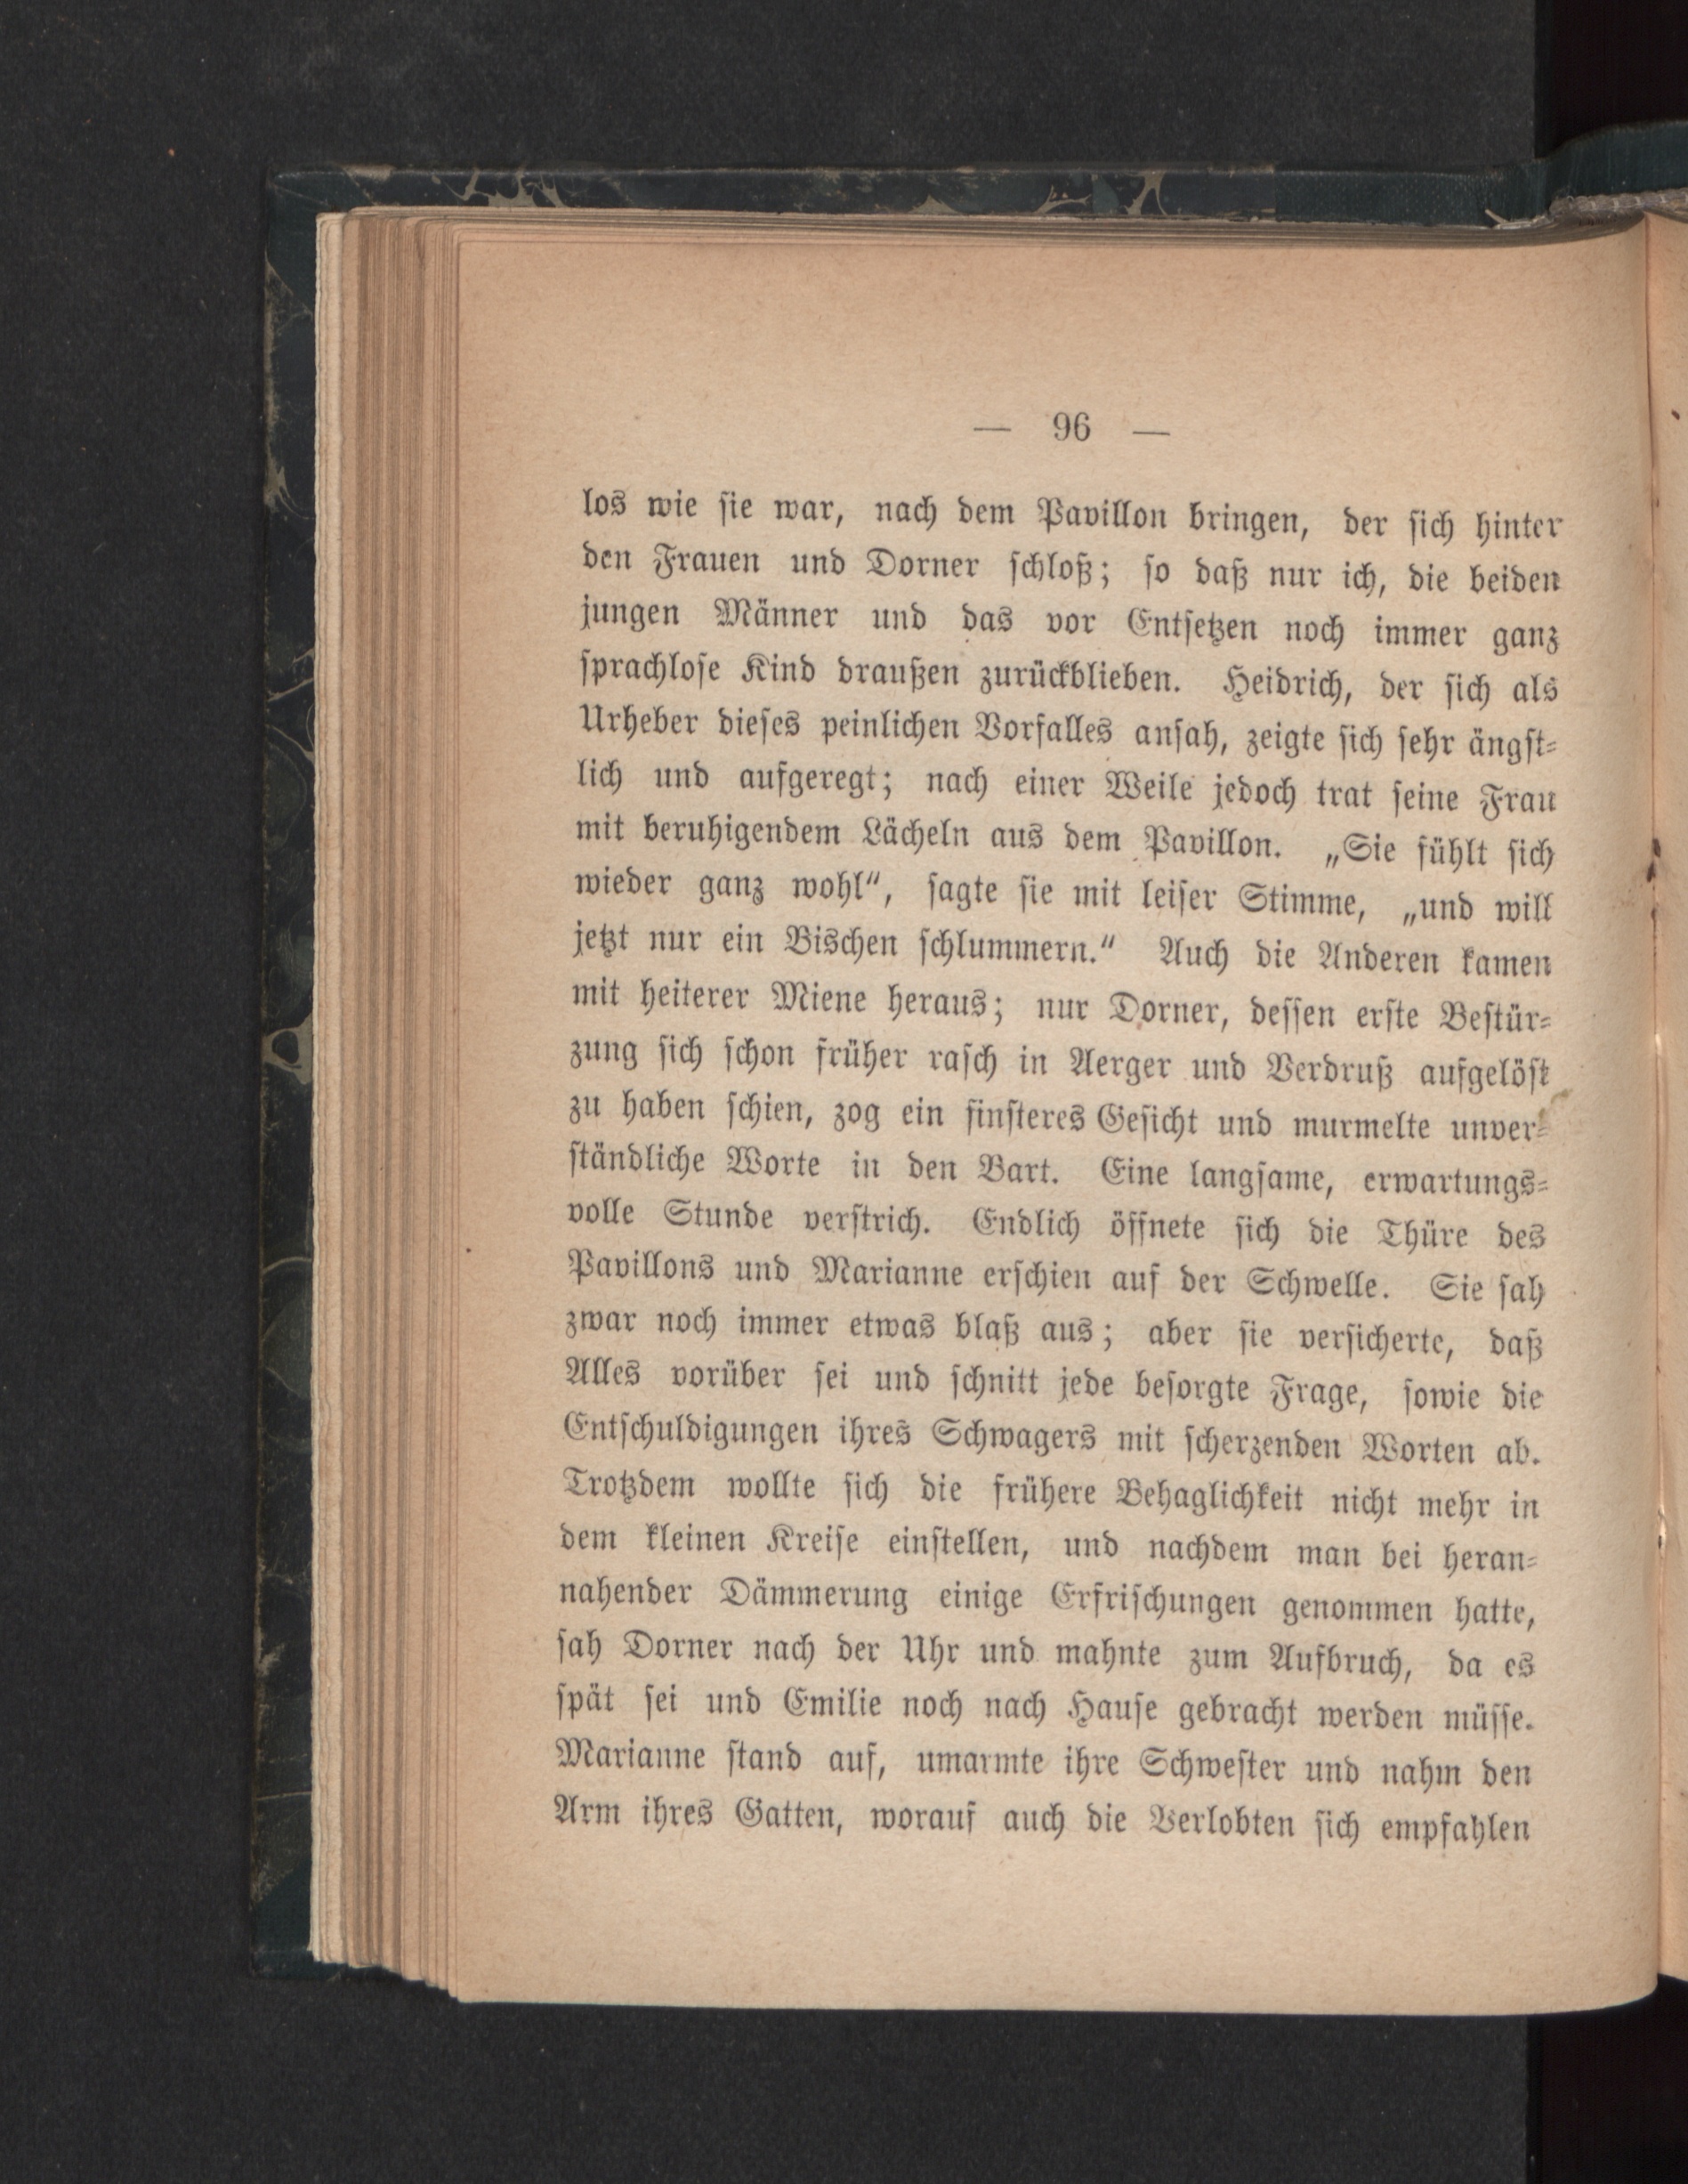 — 96 —
los wie sie war, nach dem Pavillon bringen, der sich hinter
den Frauen und Dorner schloß; so daß nur ich, die beiden
jungen Männer und das vor Entsetzen noch immer ganz
sprachlose Kind draußen zurückblieben. Heidrich, der sich als
Urheber dieses peinlichen Vorfalles ansah, zeigte sich sehr ängst-
lich und aufgeregt; nach einer Weile jedoch trat seine Frau
mit beruhigendem Lächeln aus dem Pavillon. „Sie fühlt sich
wieder ganz wohl“, sagte sie mit leiser Stimme, „und will
jetzt nur ein Bischen schlummern.“ Auch die Anderen kamen
mit heiterer Miene heraus; nur Dorner, dessen erste Bestür-
zung sich schon früher rasch in Aerger und Verdruß aufgelöst
zu haben schien, zog ein finsteres Gesicht und murmelte unver-
ständliche Worte in den Bart. Eine langsame, erwartungs-
volle Stunde verstrich. Endlich öffnete sich die Thüre des
Pavillons und Marianne erschien auf der Schwelle. Sie sah
zwar noch immer etwas blaß aus; aber sie versicherte, daß
Alles vorüber sei und schnitt jede besorgte Frage, sowie die
Entschuldigungen ihres Schwagers mit scherzenden Worten ab.
Trotzdem wollte sich die frühere Behaglichkeit nicht mehr in
dem kleinen Kreise einstellen, und nachdem man bei heran-
nahender Dämmerung einige Erfrischungen genommen hatte,
sah Dorner nach der Uhr und mahnte zum Aufbruch, da es
spät sei und Emilie noch nach Hause gebracht werden müsse.
Marianne stand auf, umarmte ihre Schwester und nahm den
Arm ihres Gatten, worauf auch die Verlobten sich empfahlen